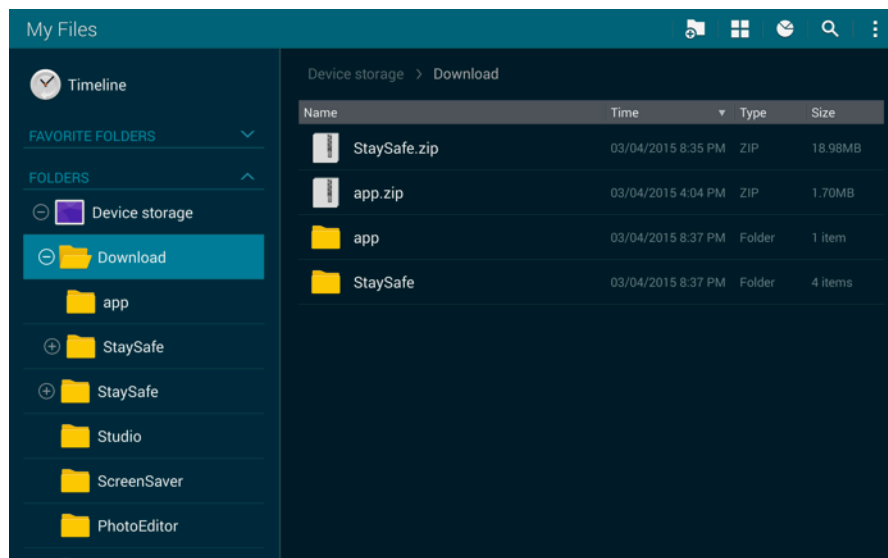 My Files
Timeline
FAVORITE FOLDERS
FOLDERS
Device storage
Download
app
StaySafe
StaySafe
Studio
ScreenSaver
PhotoEditor
Device storage > Download
Name Time Type Size
StaySafe.zip 03/04/2015 8:35 PM ZIP 18.98MB
app.zip 03/04/2015 4:04 PM ZIP 1.70MB
app 03/04/2015 8:37 PM Folder 1 item
StaySafe 03/04/2015 8:37 PM Folder 4 items